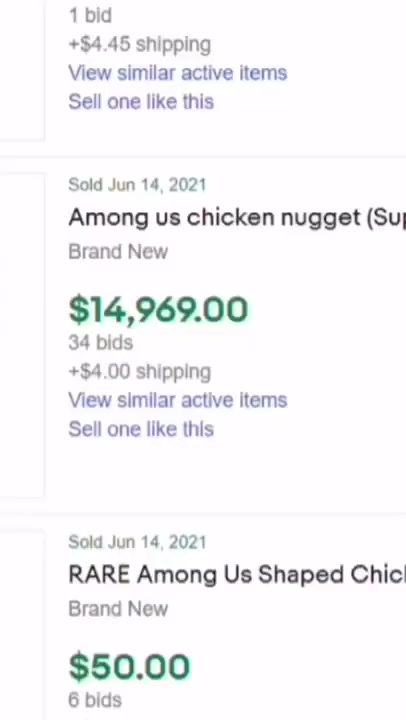 1 bid
+$4.45 shipping
View similar active items
Sell one like this
Sold Jun 14, 2021
Among us chicken nugget (Sup
Brand New
$14,969.00
34 bids
+$4.00 shipping
View similar active items
Sell one like this
Sold Jun 14, 2021
RARE Among Us Shaped Chic
Brand New
$50.00
6 bids